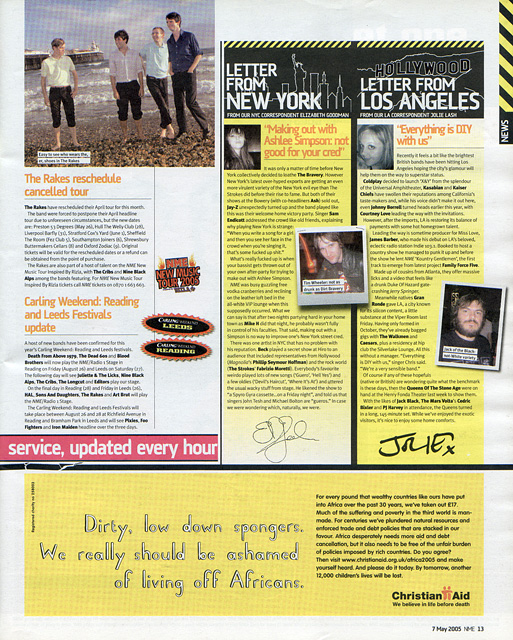 Easy to see who wears the,
er, shoes in The Rakes
The Rakes reschedule
cancelled tour
The Rakes have rescheduled their April tour for this month.
The band were forced to postpone their April headline
tour due to unforeseen circumstances, but the new dates
are: Preston 53 Degrees (May 26), Hull The Welly Club (28),
Liverpool Barfly (31), Stratford Cox's Yard (June 1), Sheffield
The Room (Fez Club 5), Southampton Joiners (6), Shrewsbury
Buttermarket Cellars (8) and Oxford Zodiac (9). Original
tickets will be valid for the rescheduled dates or a refund can
be obtained from the point of purchase.
The Rakes are also part of a host of talent on the NME New
Music Tour Inspired By Rizla, with The Cribs and Nine Black
Alps among the bands featuring. For NME New Music Tour
Inspired By Rizla tickets call NME tickets on 0870 1 663 663.
NME
NEW MUSIC
TOUR 2005
Carling Weekend: Reading
and Leeds Festivals
update
CARLING WEEKEND
LEEDS
CARLING WEEKEND
READING
A host of new bands have been confirmed for this
year's Carling Weekend: Reading And Leeds Festivals.
Death From Above 1979, The Dead 60s and Blood
Brothers will now play the NME/Radio 1 Stage in
Reading on Friday (August 26) and Leeds on Saturday (27).
The following day will see Juliette & The Licks, Nine Black
Alps, The Cribs, The Longcut and Editors play our stage.
On the final day in Reading (28) and Friday in Leeds (26),
HAL, Sons And Daughters, The Rakes and Art Brut will play
the NME/Radio 1 Stage.
The Carling Weekend: Reading and Leeds Festivals will
take place between August 26 and 28 at Richfield Avenue in
Reading and Bramham Park in Leeds and will see Pixies, Foo
Fighters and Iron Maiden headline over the three days.
service, updated every hour
LETTER
FROM
NEW YORK
FROM OUR NYC CORRESPONDENT ELIZABETH GOODMAN
"Making out with
Ashlee Simpson: not
good for your cred"
It was only a matter of time before New
York collectively decided to loathe The Bravery. However
New York's latest over-hyped exports are getting an even
more virulent variety of the New York evil eye than The
Strokes did before their rise to fame. But both of their
shows at the Bowery (with co-headliners Ash) sold out,
Jay-Z unexpectedly turned up and the band played like
this was their welcome home victory party. Singer Sam
Endicott addressed the crowd like old friends, explaining
why playing New York is strange:
"When you write a song for a girl
and then you see her face in the
crowd when you're singing it,
that's some fucked up shit."
What's really fucked-up is when
your bassist gets thrown out of
your own after-party for trying to
make out with Ashlee Simpson.
NME was busy guzzling free
vodka cranberries and reclining
on the leather loft bed in the
all-white VIP lounge when this
supposedly occurred. What we
can say is that after two nights partying hard in your home
town as Mike H did that night, he probably wasn't fully
in control of his faculties. That said, making out with a
Simpson is no way to improve one's New York street cred.
There was one artist in NYC that has no problem with
his reputation. Beck played a secret show at Hiro to an
audience that included representatives from Hollywood
(Magnolia's Philip Seymour Hoffman) and the rock world
(The Strokes' Fabrizio Moretti). Everybody's favourite
weirdo played lots of new songs ('Guero', 'Hell Yes') and
a few oldies ('Devil's Haircut', 'Where It's At') and uttered
the usual wacky stuff from stage. He likened the show to
"a Spyro Gyra cassette... on a Friday night", and told us that
singers John Tesh and Michael Bolton are "gueros." In case
we were wondering which, naturally, we were.
Fin Wheeler: not as
drunk as Bizt Bravery
HOLLYWOOD
LETTER FROM
LOS ANGELES
FROM OUR LA CORRESPONDENT JOLIE LASH
"Everything is DIY
with us"
Recently it feels a bit like the brightest
British bands have been hitting Los
Angeles hoping the city's glamour will
help them on the way to superstar status.
Coldplay decided to launch 'X&Y' from the splendour
of the Universal Amphitheater, Kasabian and Kaiser
Chiefs have swollen their reputations among California's
taste-makers and, while his voice didn't make it out here,
even Johnny Borrell turned heads earlier this year, with
Courtney Love leading the way with the invitations.
However, after the imports, LA is restoring its balance of
payments with some hot homegrown talent.
Leading the way is sometime producer for Miss Love,
James Barber, who made his debut on LA's beloved,
eclectic radio station Indie 103.1. Booked to host a
country show he managed to punk it up and before
the show he sent NME 'Country Gentlemen', the first
track to emerge from latest project Family Force Five.
Made up of cousins from Atlanta, they offer massive
licks and a video that feels like
a drunk Duke Of Hazard gate-
crashing Jerry Springer.
Meanwhile natives Gran
Ronde gave LA, a city known
for its silicon content, a little
substance at the Viper Room last
Friday. Having only formed in
October, they've already bagged
gigs with The Wallflowers and
Conners, plus a residency at hip
hang-out Silverlake Lounge. All this
without a manager. "Everything
is DIY with us," singer Chris said.
"We're a very sensible band."
Of course if any of these hopefuls
(native or British) are wondering quite what the benchmark
is these days, then the Queens Of The Stone Age were on
hand at the Henry Fonda Theater last week to show them.
With the likes of Jack Black, The Mars Volta's Cedric
Bixler and PJ Harvey in attendance, the Queens turned
in a long, 145 minute set. While we've enjoyed the exotic
visitors, it's nice to enjoy some home comforts.
JOLIE x
Jack of the Black-
and-White variety
NEWS
Registered charity no: 258003
Dirty, low down spongers.
We really should be ashamed
of living off Africans.
For every pound that wealthy countries like ours have put
into Africa over the past 30 years, we've taken out £17.
Much of the suffering and poverty in the third world is man-
made. For centuries we've plundered natural resources and
enforced trade and debt policies that are stacked in our
favour. Africa desperately needs more aid and debt
cancellation, but it also needs to be free of the unfair burden
of policies imposed by rich countries. Do you agree?
Then visit www.christianaid.org.uk/africa2005 and make
yourself heard. And please do it today. By tomorrow, another
12,000 children's lives will be lost.
Christian Aid
We believe in life before death
7 May 2005 NME 13